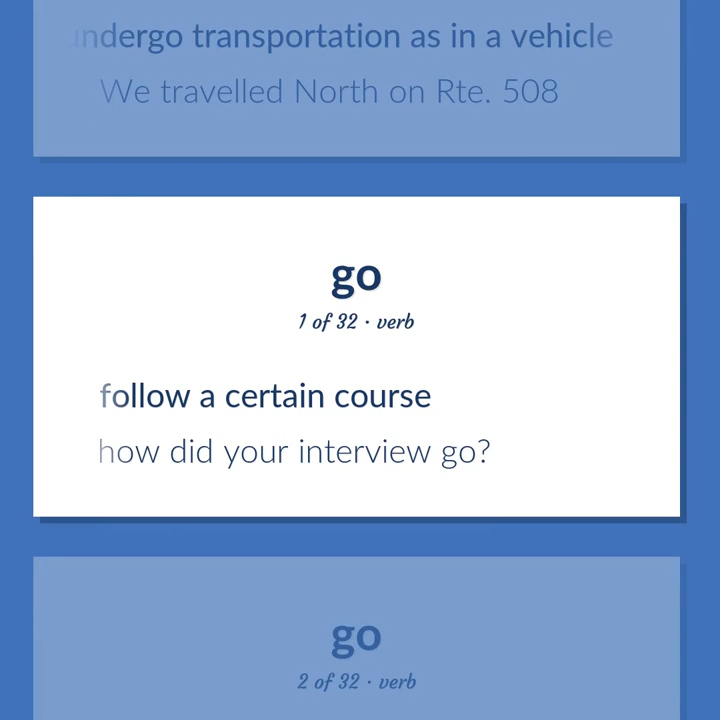 undergo transportation as in a vehicle
We travelled North on Rte. 508
go
1 of 32 · verb
follow a certain course
how did your interview go?
go
2 of 32 · verb